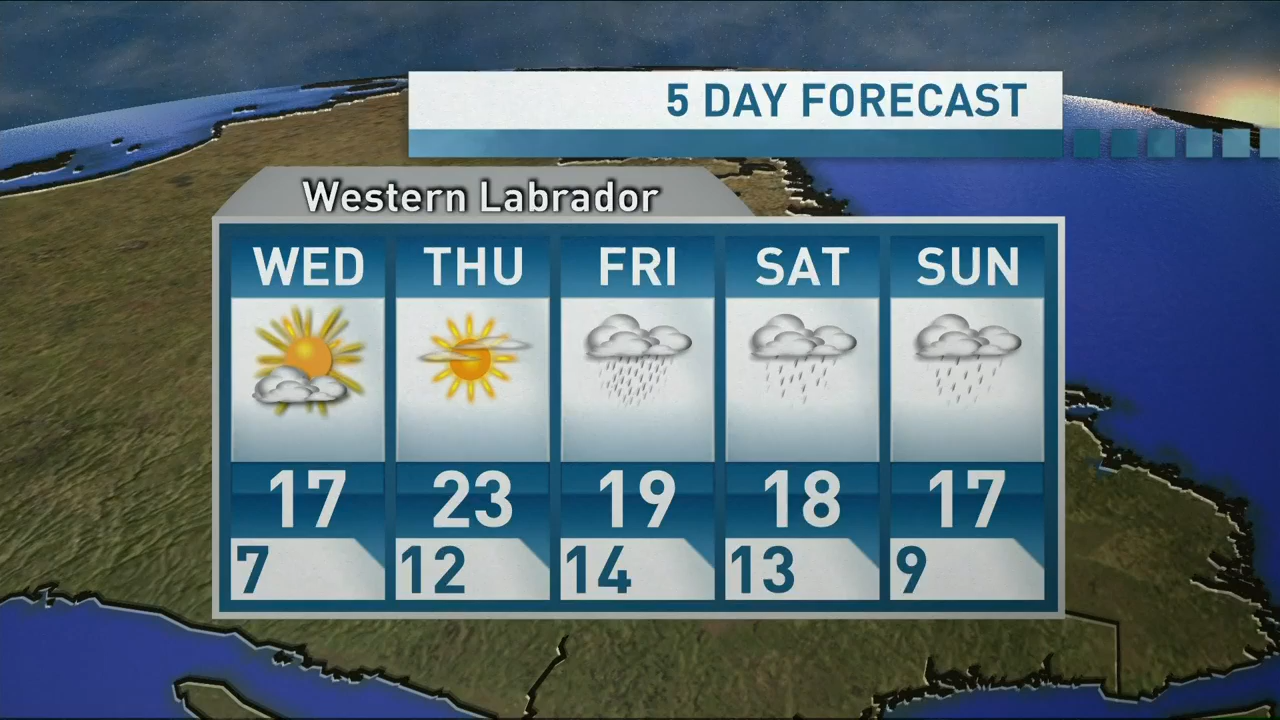 5 DAY FORECAST
Western Labrador
WED THU FRI SAT SUN
17 23 19 18 17
7 12 14 13 9